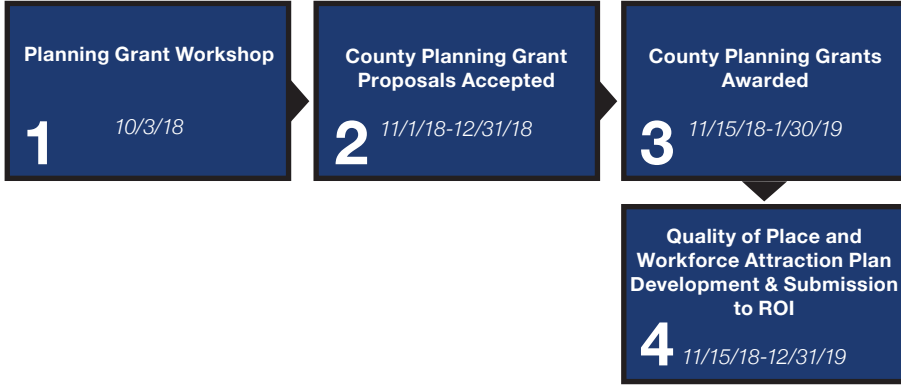 Planning Grant Workshop
1
10/3/18
County Planning Grant
Proposals Accepted
2
11/1/18-12/31/18
County Planning Grants
Awarded
3
11/15/18-1/30/19
Quality of Place and
Workforce Attraction Plan
Development & Submission
to ROI
4
11/15/18-12/31/19